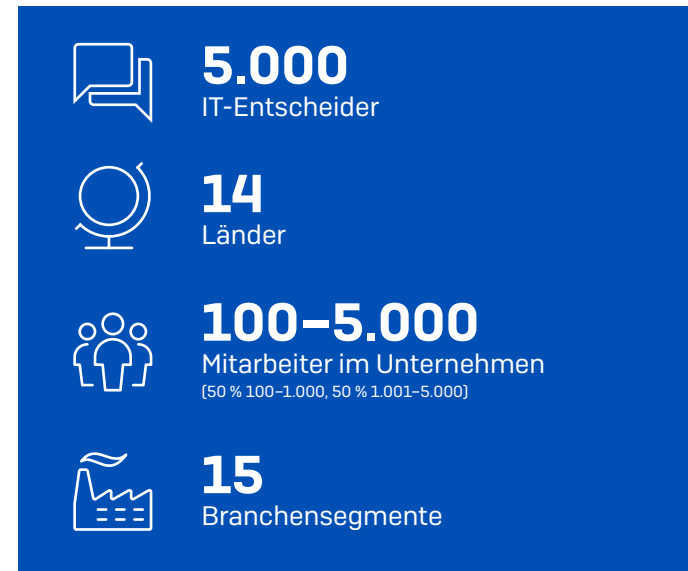 5.000
IT-Entscheider
14
Länder
100–5.000
Mitarbeiter im Unternehmen
(50 % 100–1.000, 50 % 1.001–5.000)
15
Branchensegmente